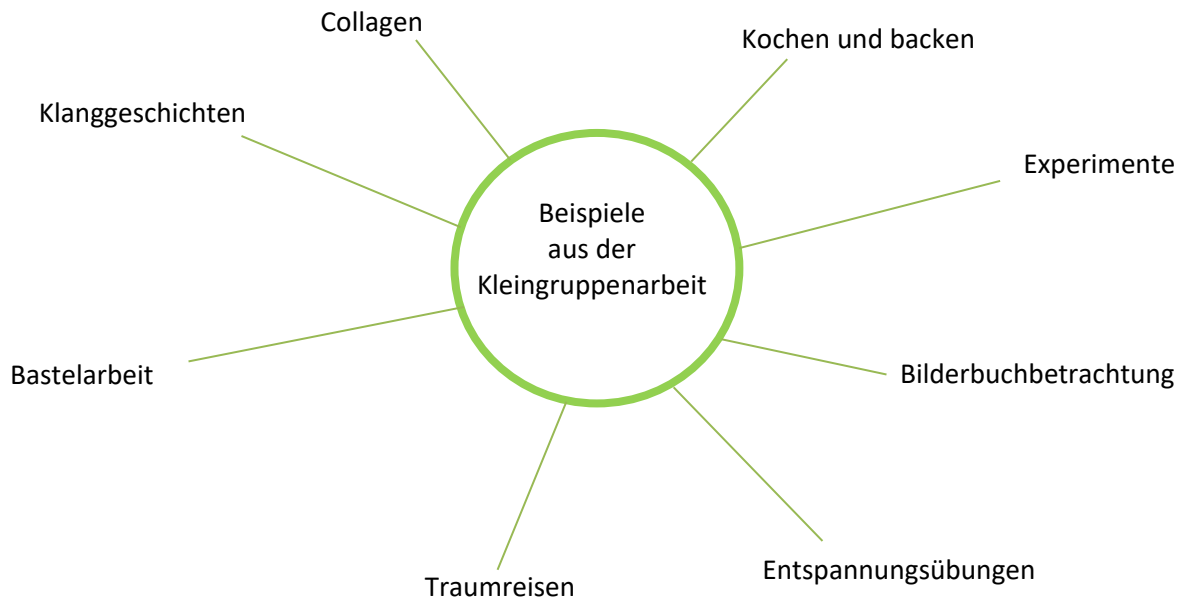 Collagen
Kochen und backen
Klanggeschichten
Experimente
Beispiele
aus der
Kleingruppenarbeit
Bastelarbeit
Bilderbuchbetrachtung
Traumreisen
Entspannungsübungen